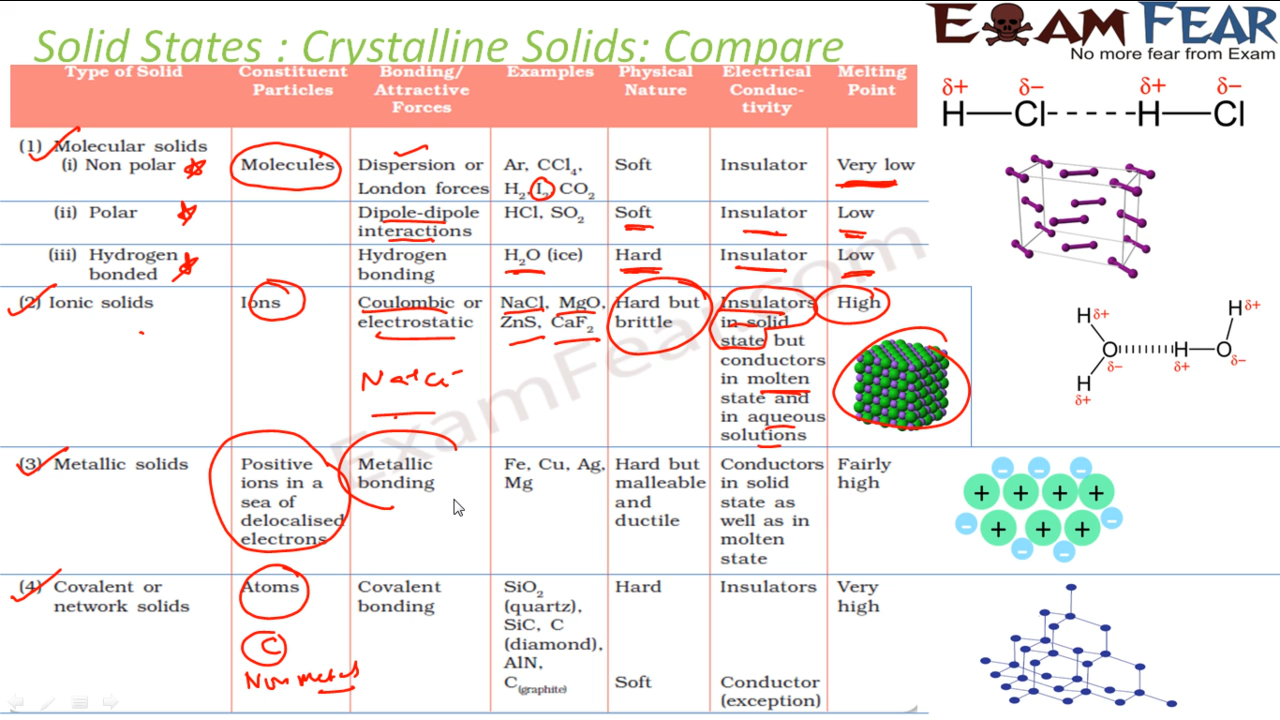 Solid States : Crystalline Solids: Compare
EXAM FEAR
No more fear from Exam
Type of Solid
Constituent
Particles
Bonding/
Attractive
Forces
Examples
Physical
Nature
Electrical
Conduc-
tivity
Melting
Point
(1) Molecular solids
(i) Non polar
Molecules
Dispersion or
London forces
Ar, CCl₄,
H₂, I₂, CO₂
Soft
Insulator
Very low
(ii) Polar
Dipole-dipole
interactions
HCl, SO₂
Soft
Insulator
Low
(iii) Hydrogen
bonded
Hydrogen
bonding
H₂O (ice)
Hard
Insulator
Low
(2) Ionic solids
Ions
Coulombic or
electrostatic
Na⁺Cl⁻
NaCl, MgO,
ZnS, CaF₂
Hard but
brittle
Insulators
in solid
state but
conductors
in molten
state and
in aqueous
solutions
High
(3) Metallic solids
Positive
ions in a
sea of
delocalised
electrons
Metallic
bonding
Fe, Cu, Ag,
Mg
Hard but
malleable
and
ductile
Conductors
in solid
state as
well as in
molten
state
Fairly
high
(4) Covalent or
network solids
Atoms
C
Non metals
Covalent
bonding
SiO₂
(quartz),
SiC, C
(diamond),
AlN,
C(graphite)
Hard
Soft
Insulators
Conductor
(exception)
Very
high
δ+ δ− δ+ δ−
H Cl H Cl
H δ+
H δ+
O H O
δ− δ+ δ−
H
δ+
- - -
+ + + +
- + + + -
- -
ExamFear.com